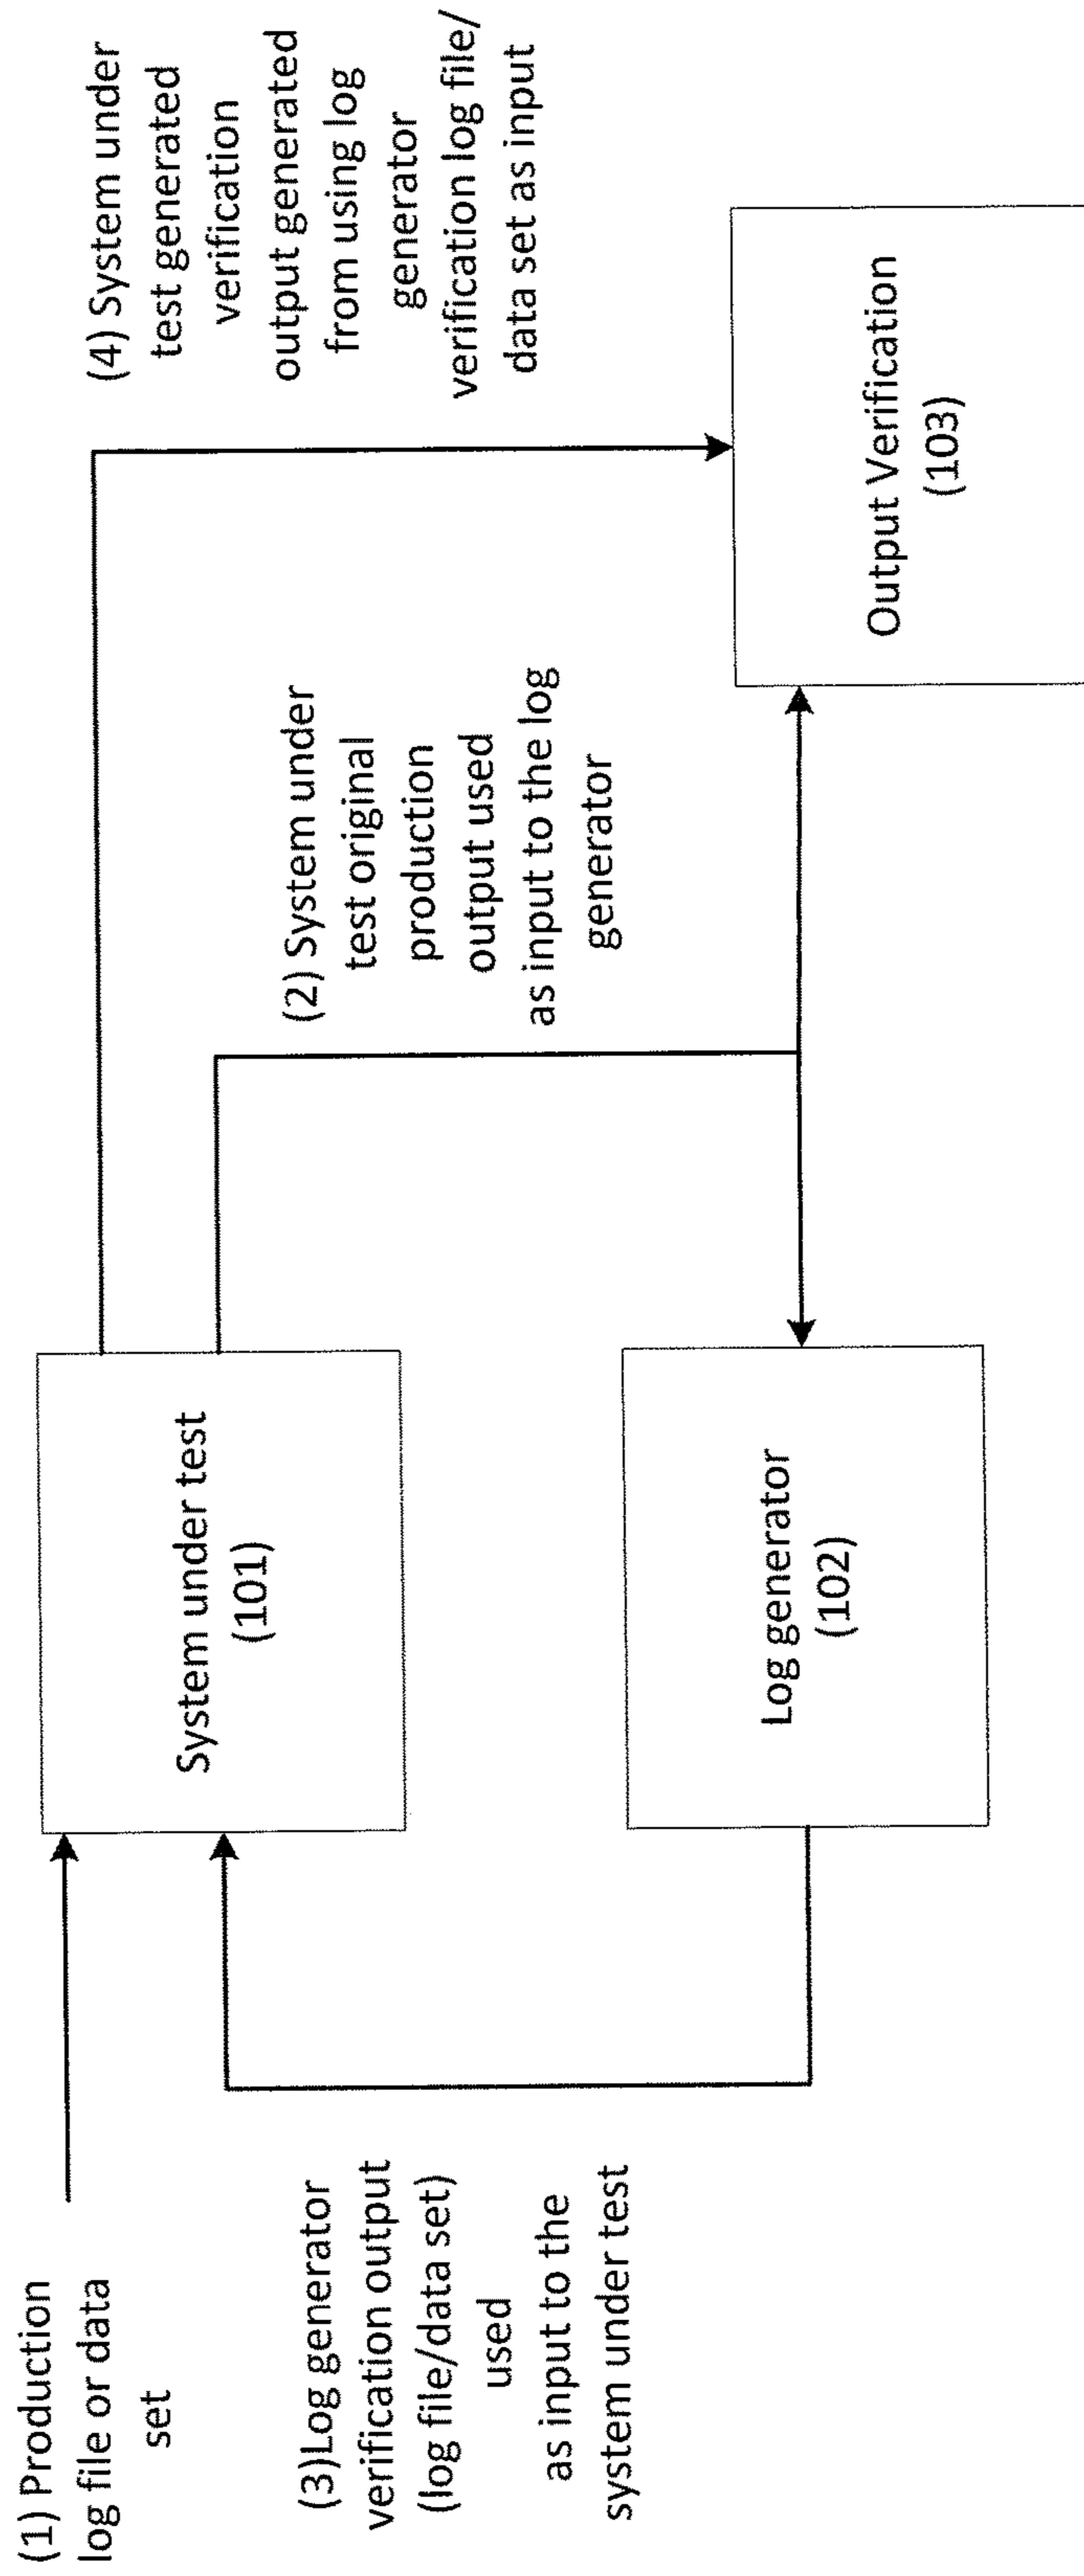 (1) Production
log file or data
set
(3)Log generator
verification output
(log file/data set)
used
as input to the
system under test
System under test
(101)
Log generator
(102)
(2) System under
test original
production
output used
as input to the log
generator
(4) System under
test generated
verification
output generated
from using log
generator
verification log file/
data set as input
Output Verification
(103)